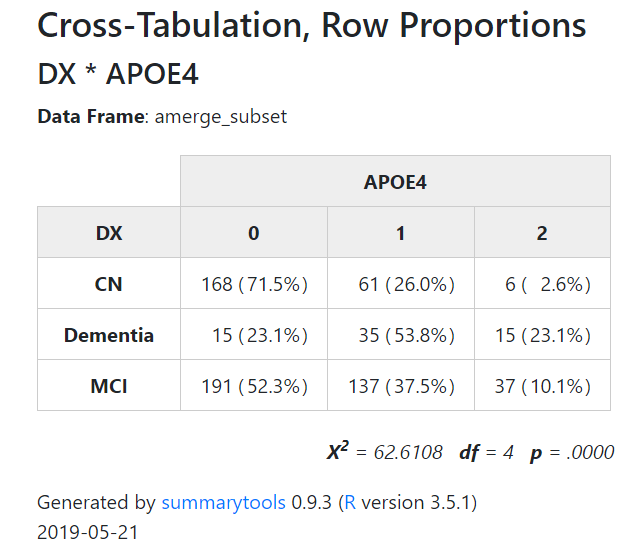 Cross-Tabulation, Row Proportions
DX * APOE4
Data Frame: amerge_subset
APOE4
DX 0 1 2
CN 168 (71.5%) 61 (26.0%) 6 ( 2.6%)
Dementia 15 (23.1%) 35 (53.8%) 15 (23.1%)
MCI 191 (52.3%) 137 (37.5%) 37 (10.1%)
Χ² = 62.6108 df = 4 p = .0000
Generated by summarytools 0.9.3 (R version 3.5.1)
2019-05-21